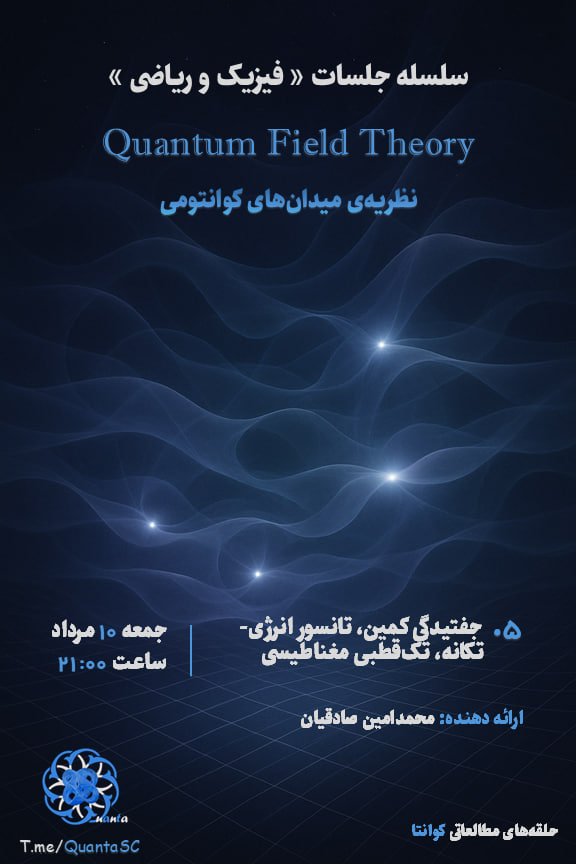 سلسله جلسات « فیزیک و ریاضی »
Quantum Field Theory
نظریه‌ی میدان‌های کوانتومی
۰۵ جفتیدگی کمین، تانسور انرژی-
تکانه، تک‌قطبی مغناطیسی
جمعه ۱۰ مرداد
ساعت ۲۱:۰۰
ارائه دهنده: محمدامین صادقیان
uanta
T.me/QuantaSC
حلقه‌های مطالعاتی کوانتا